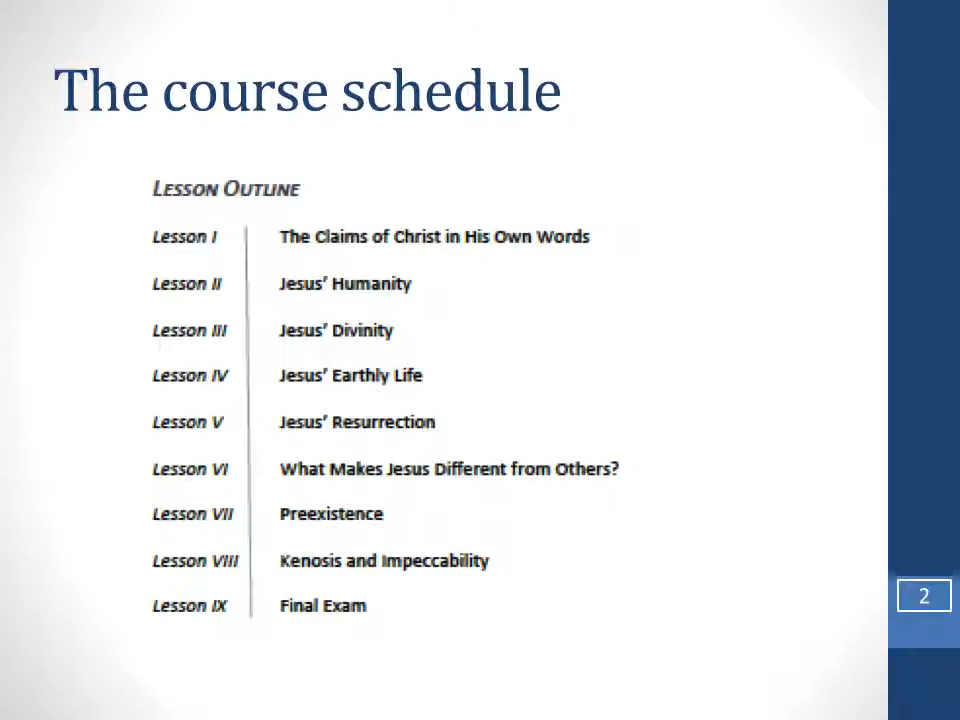 The course schedule
LESSON OUTLINE
Lesson I The Claims of Christ in His Own Words
Lesson II Jesus' Humanity
Lesson III Jesus' Divinity
Lesson IV Jesus' Earthly Life
Lesson V Jesus' Resurrection
Lesson VI What Makes Jesus Different from Others?
Lesson VII Preexistence
Lesson VIII Kenosis and Impeccability
Lesson IX Final Exam
2